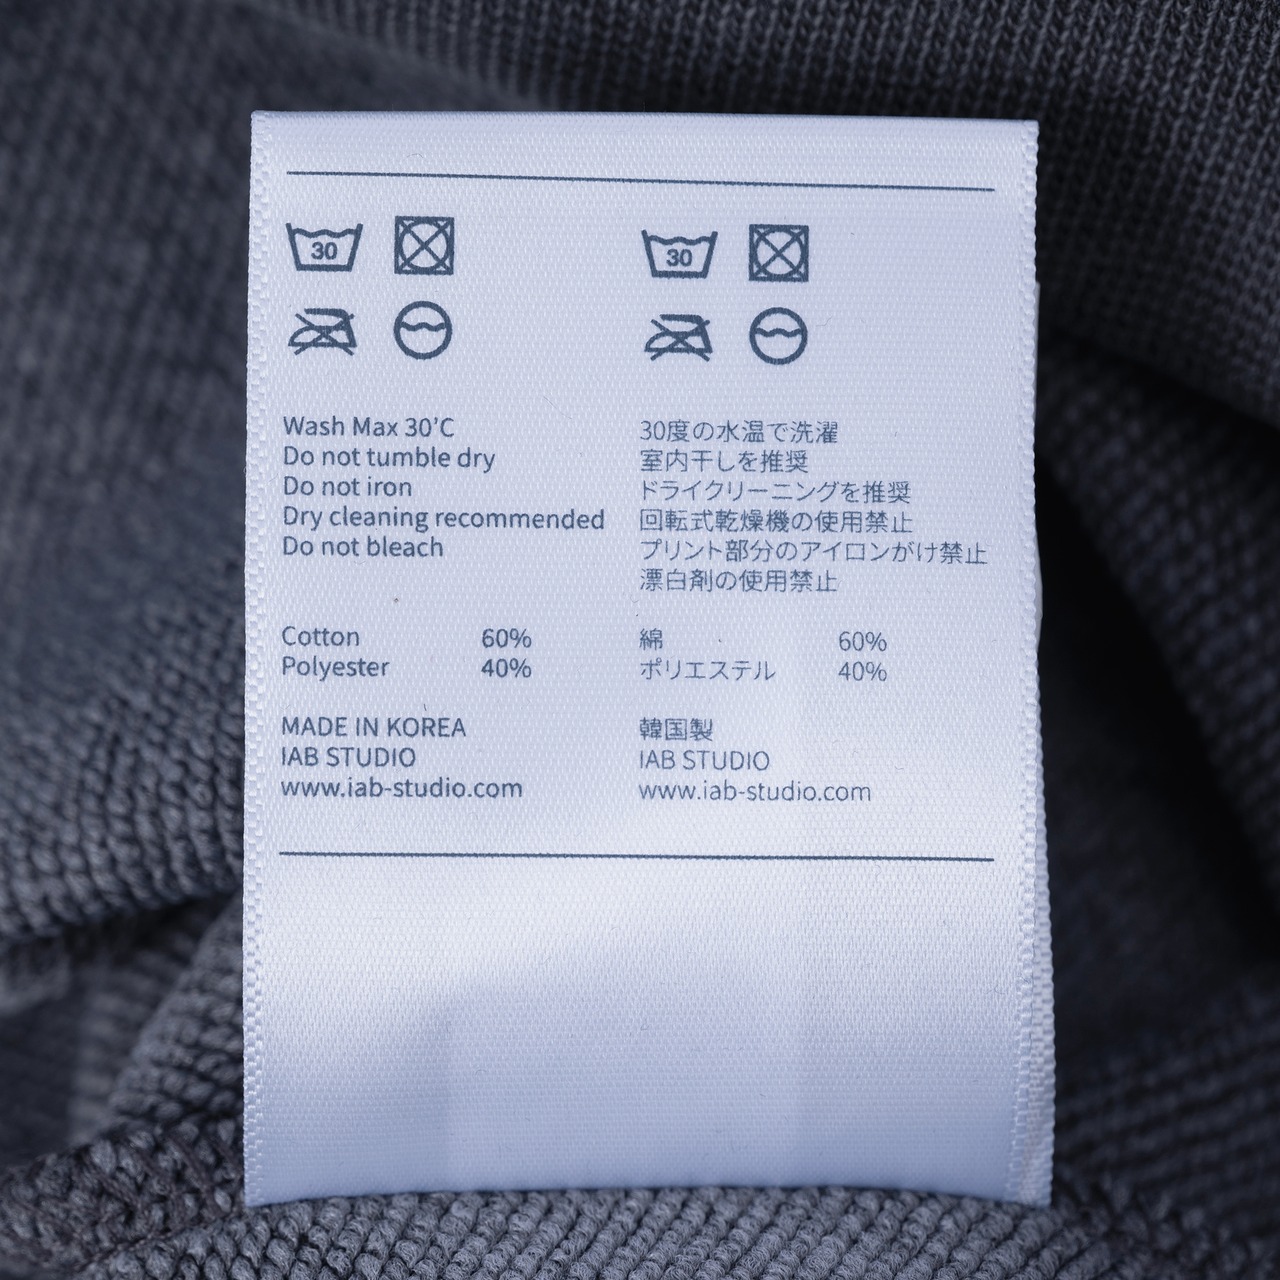 30
30
Wash Max 30'C
Do not tumble dry
Do not iron
Dry cleaning recommended
Do not bleach
Cotton 60%
Polyester 40%
MADE IN KOREA
IAB STUDIO
www.iab-studio.com
30度の水温で洗濯
室内干しを推奨
ドライクリーニングを推奨
回転式乾燥機の使用禁止
プリント部分のアイロンがけ禁止
漂白剤の使用禁止
綿 60%
ポリエステル 40%
韓国製
IAB STUDIO
www.iab-studio.com